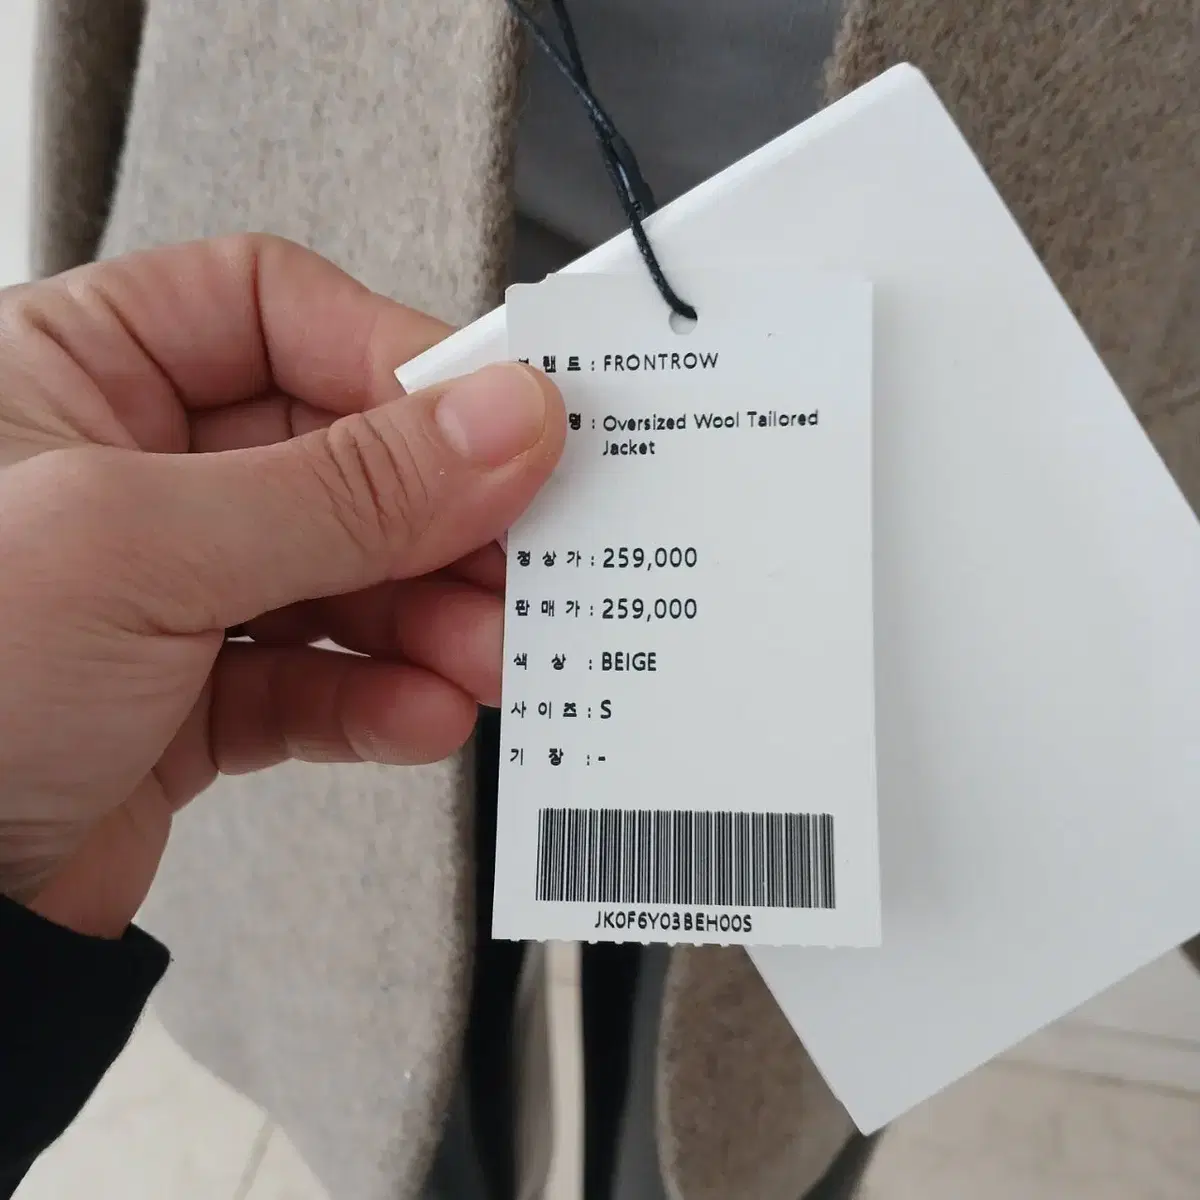 랜드 : FRONTROW
명 : Oversized Wool Tailored
Jacket
정상가 : 259,000
판매가 : 259,000
색상 : BEIGE
사이즈 : S
기장 : -
JK0F6Y03BEH00S